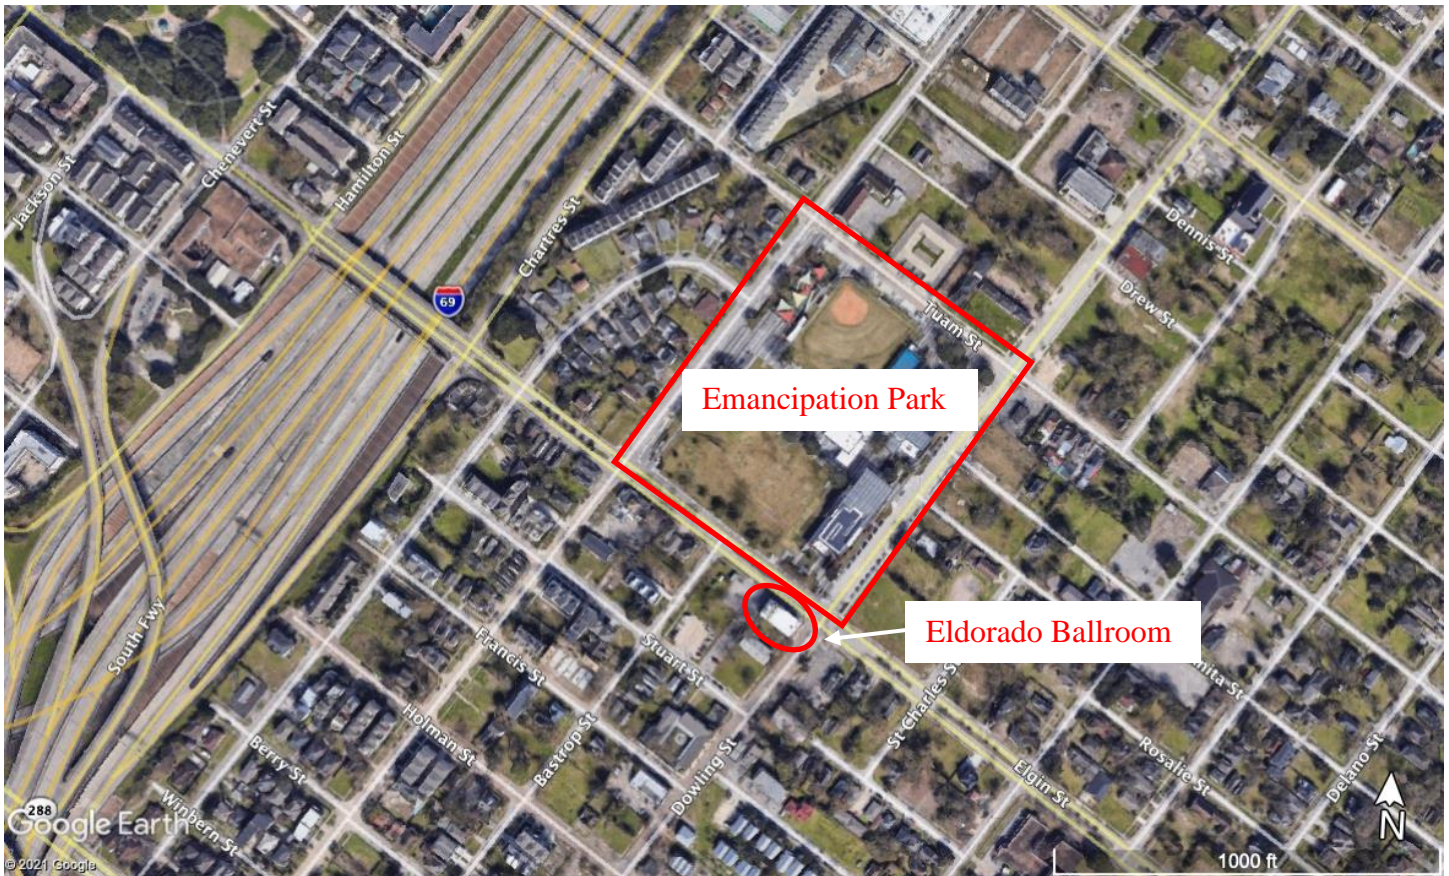 Jackson St
Chenevert St
Hamilton St
Chartres St
69
Dennis St
Drew St
Tuam St
Emancipation Park
Eldorado Ballroom
South Fwy
Francis St
Stuart St
Holman St
Bastrop St
Berry St
Winbern St
Dowling St
St Charles St
Elgin St
Rosalie St
Delano St
288
Google Earth
© 2021 Google
N
1000 ft